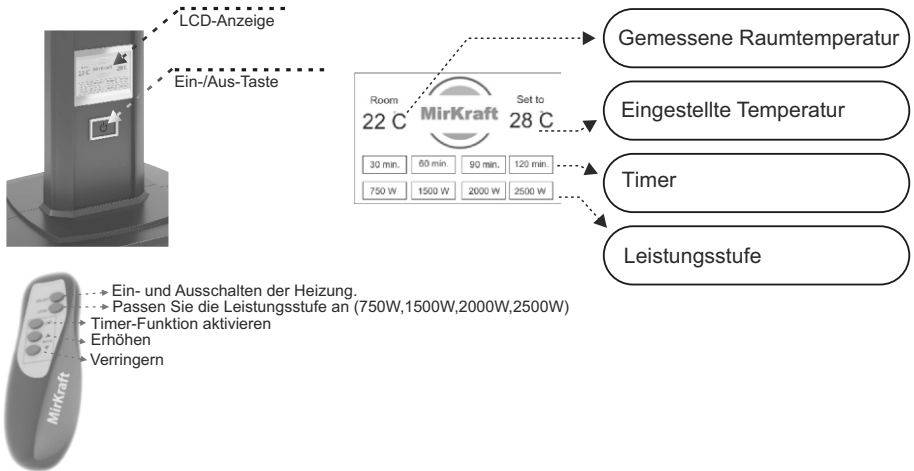 LCD-Anzeige
Ein-/Aus-Taste
Room
22 °C
MirKraft
Set to
28 °C
30 min.
60 min.
90 min.
120 min.
750 W
1500 W
2000 W
2500 W
Gemessene Raumtemperatur
Eingestellte Temperatur
Timer
Leistungsstufe
Ein- und Ausschalten der Heizung.
Passen Sie die Leistungsstufe an (750W,1500W,2000W,2500W)
Timer-Funktion aktivieren
Erhöhen
Verringern
MirKraft